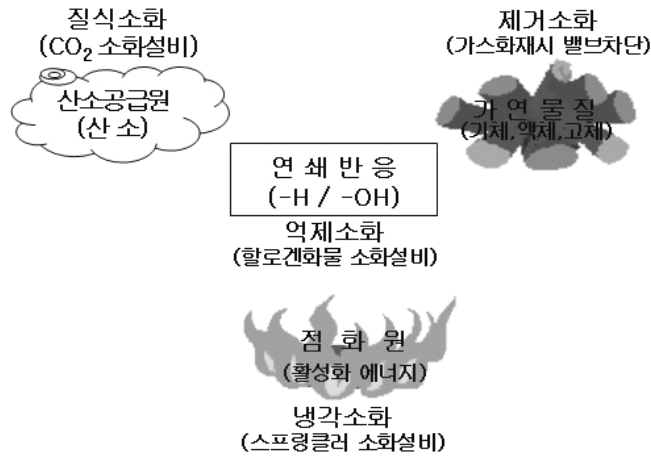 질식소화
(CO₂ 소화설비)
산소공급원
(산 소)
제거소화
(가스화재시 밸브차단)
가 연 물 질
(기체,액체,고체)
연 쇄 반 응
(-H / -OH)
억제소화
(할로겐화물 소화설비)
점 화 원
(활성화 에너지)
냉각소화
(스프링클러 소화설비)